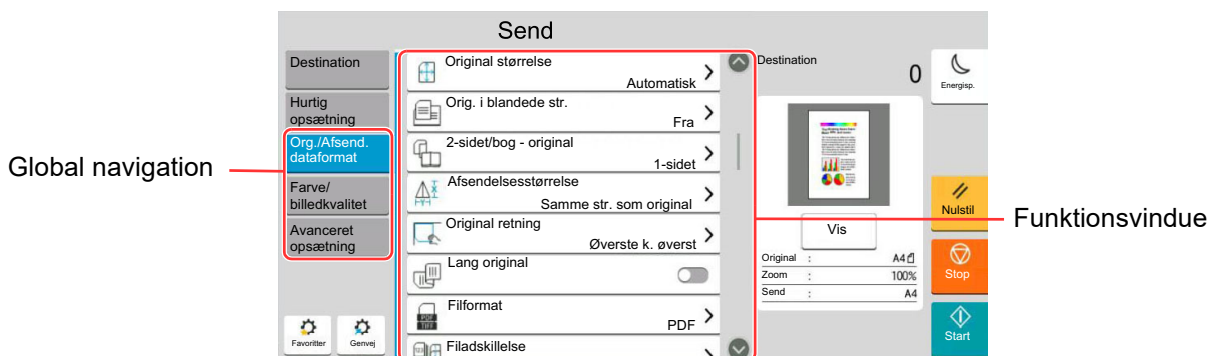 Send
Destination
Hurtig
opsætning
Org./Afsend.
dataformat
Farve/
billedkvalitet
Avanceret
opsætning
Favoritter
Genvej
Global navigation
Original størrelse
Automatisk
Orig. i blandede str.
Fra
2-sidet/bog - original
1-sidet
Afsendelsesstørrelse
Samme str. som original
Original retning
Øverste k. øverst
Lang original
Filformat
PDF
TIFF
PDF
Filadskillelse
Destination
0
Vis
Original : A4
Zoom : 100%
Send : A4
Energisp.
Nulstil
Stop
Start
Funktionsvindue